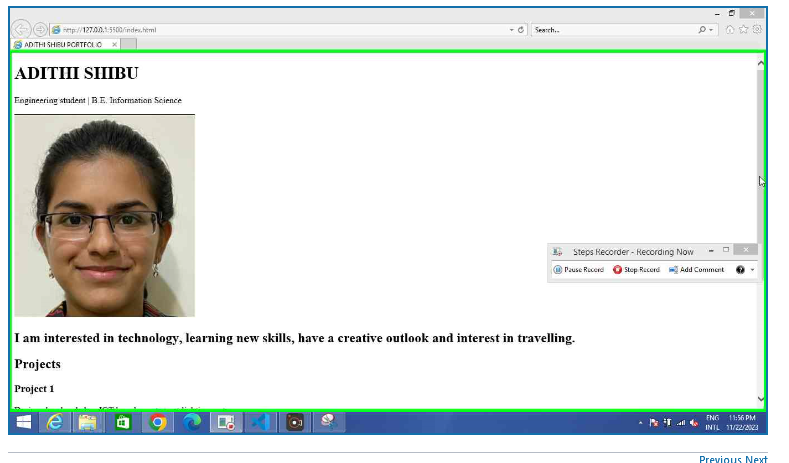 http://127.0.0.1:5500/index.html
Search...
ADITHI SHIBU PORTFOLIO
ADITHI SHIBU
Engineering student | B.E. Information Science
Steps Recorder - Recording Now
Pause Record Stop Record Add Comment
I am interested in technology, learning new skills, have a creative outlook and interest in travelling.
Projects
Project 1
ENG 11:56 PM
INTL 11/22/2023
Previous Next